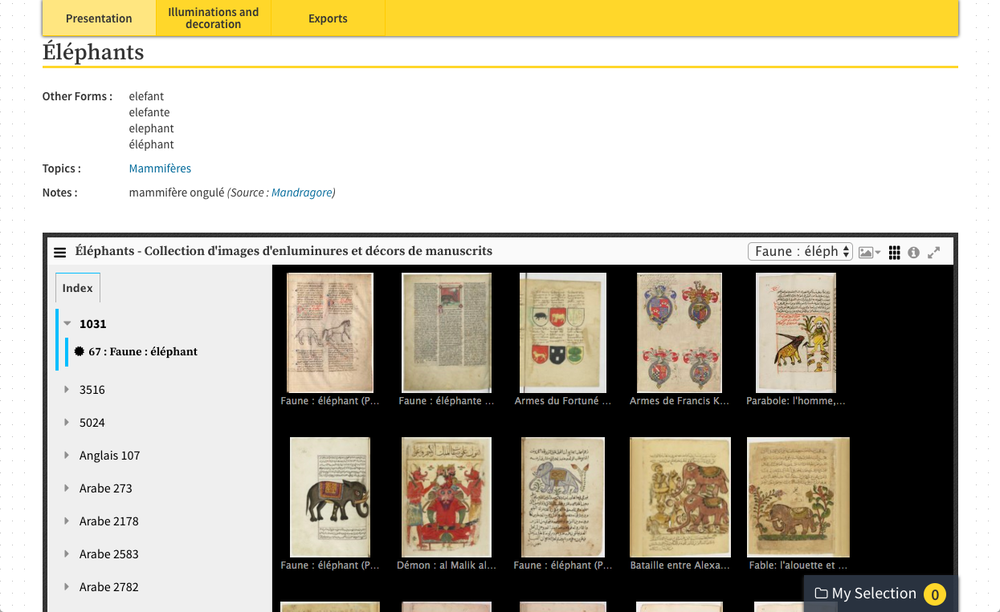 Presentation
Illuminations and
decoration
Exports
Éléphants
Other Forms : elefant
elefante
elephant
éléphant
Topics : Mammifères
Notes : mammifère ongulé (Source : Mandragore)
Éléphants - Collection d'images d'enluminures et décors de manuscrits
Faune : éléph
Index
1031
67 : Faune : éléphant
3516
5024
Anglais 107
Arabe 273
Arabe 2178
Arabe 2583
Arabe 2782
Faune : éléphant (P...
Faune : éléphante ...
Armes du Fortuné ...
Armes de Francis K...
Parabole: l'homme,...
Faune : éléphant (P...
Démon : al Malik al...
Faune : éléphant (P...
Bataille entre Alexa...
Fable: l'alouette et ...
My Selection 0